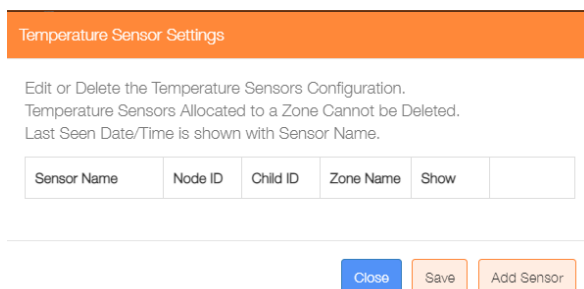 Temperature Sensor Settings
Edit or Delete the Temperature Sensors Configuration.
Temperature Sensors Allocated to a Zone Cannot be Deleted.
Last Seen Date/Time is shown with Sensor Name.
Sensor Name Node ID Child ID Zone Name Show
Close Save Add Sensor